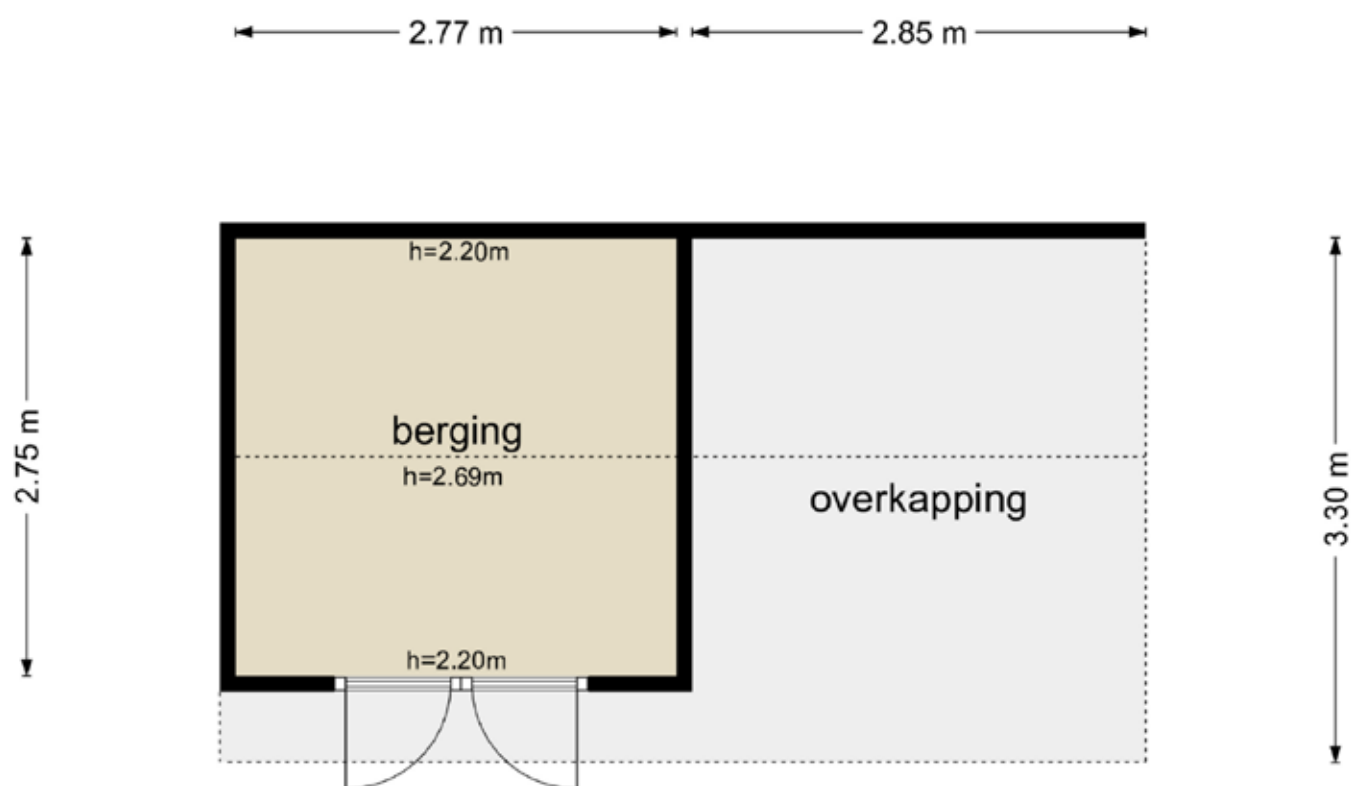 2.77 m
2.85 m
h=2.20m
berging
h=2.69m
overkapping
h=2.20m
2.75 m
3.30 m